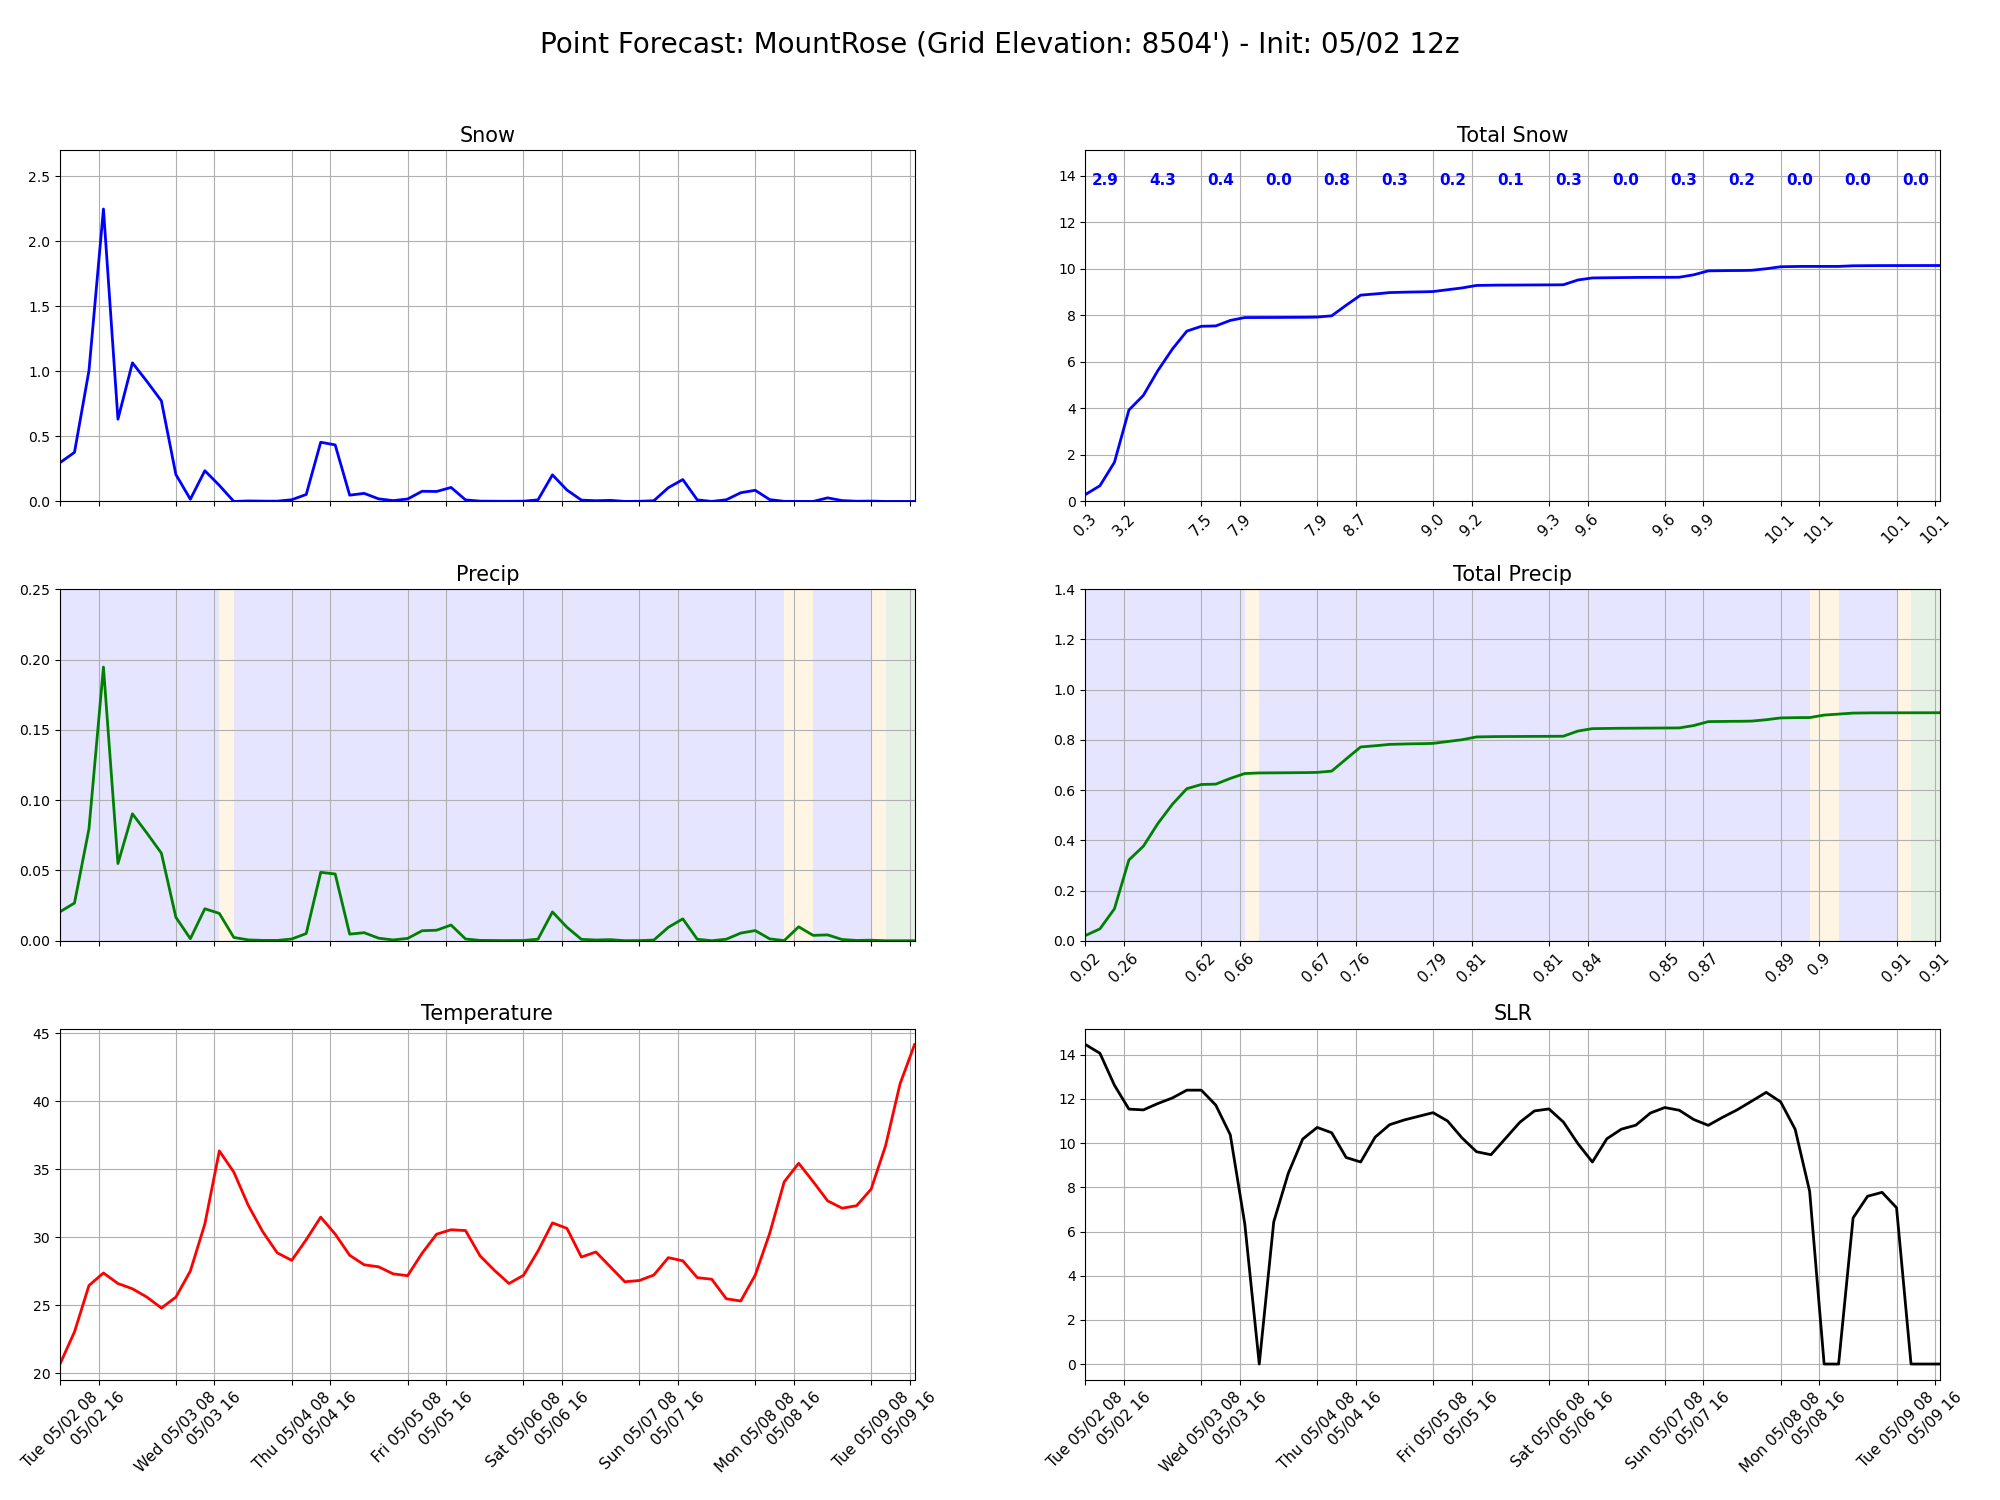 Point Forecast: MountRose (Grid Elevation: 8504') - Init: 05/02 12z
Snow
2.5
2.0
1.5
1.0
0.5
0.0
Total Snow
14
12
10
8
6
4
2
0
2.9 4.3 0.4 0.0 0.8 0.3 0.2 0.1 0.3 0.0 0.3 0.2 0.0 0.0 0.0
0.3 3.2 7.5 7.9 7.9 8.7 9.0 9.2 9.3 9.6 9.6 9.9 10.1 10.1 10.1 10.1
Precip
0.25
0.20
0.15
0.10
0.05
0.00
Total Precip
1.4
1.2
1.0
0.8
0.6
0.4
0.2
0.0
0.02 0.26 0.62 0.66 0.67 0.76 0.79 0.81 0.81 0.84 0.85 0.87 0.89 0.9 0.91 0.91
Temperature
45
40
35
30
25
20
Tue 05/02 08
05/02 16
Wed 05/03 08
05/03 16
Thu 05/04 08
05/04 16
Fri 05/05 08
05/05 16
Sat 05/06 08
05/06 16
Sun 05/07 08
05/07 16
Mon 05/08 08
05/08 16
Tue 05/09 08
05/09 16
SLR
14
12
10
8
6
4
2
0
Tue 05/02 08
05/02 16
Wed 05/03 08
05/03 16
Thu 05/04 08
05/04 16
Fri 05/05 08
05/05 16
Sat 05/06 08
05/06 16
Sun 05/07 08
05/07 16
Mon 05/08 08
05/08 16
Tue 05/09 08
05/09 16